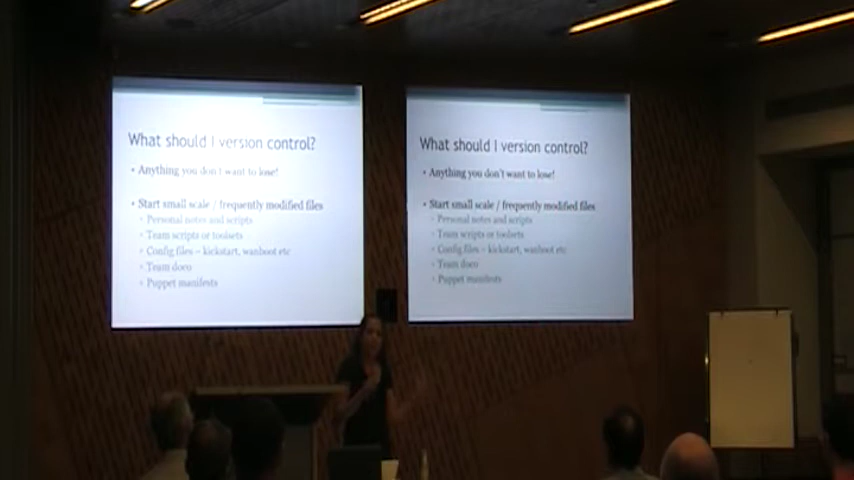 What should I version control?
• Anything you don't want to lose!
• Start small scale / frequently modified files
• Personal notes and scripts
• Team scripts or toolsets
• Config files – kickstart, wanboot etc
• Team doco
• Puppet manifests
What should I version control?
• Anything you don't want to lose!
• Start small scale / frequently modified files
• Personal notes and scripts
• Team scripts or toolsets
• Config files – kickstart, wanboot etc
• Team doco
• Puppet manifests